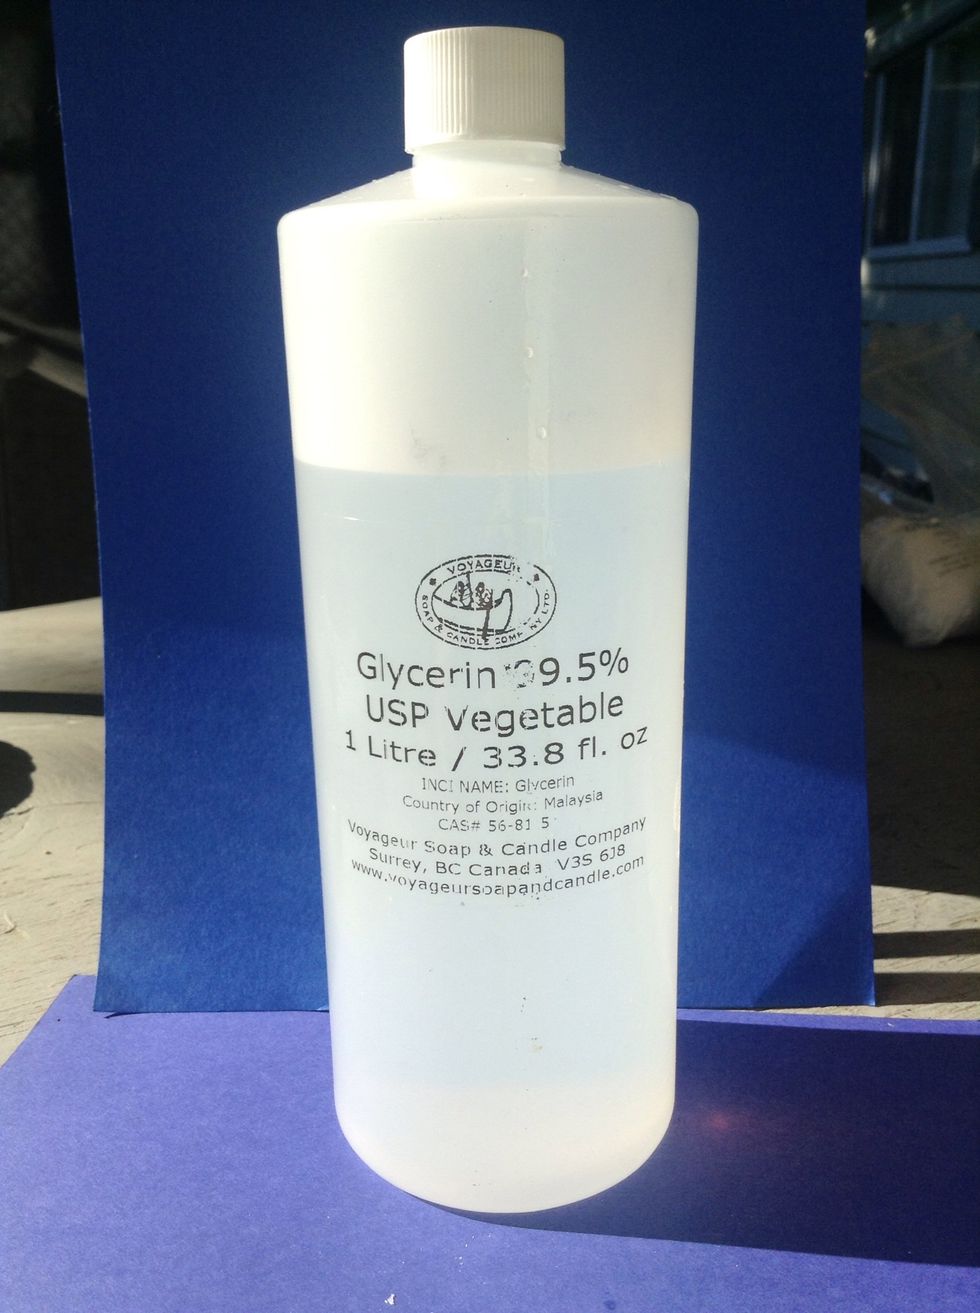 VOYAGEUR
SOAP & CANDLE COMPANY LTD.
Glycerin 99.5%
USP Vegetable
1 Litre / 33.8 fl. oz
INCI NAME: Glycerin
Country of Origin: Malaysia
CAS# 56-81 5
Voyageur Soap & Candle Company
Surrey, BC Canada V3S 6J8
www.voyageursoapandcandle.com